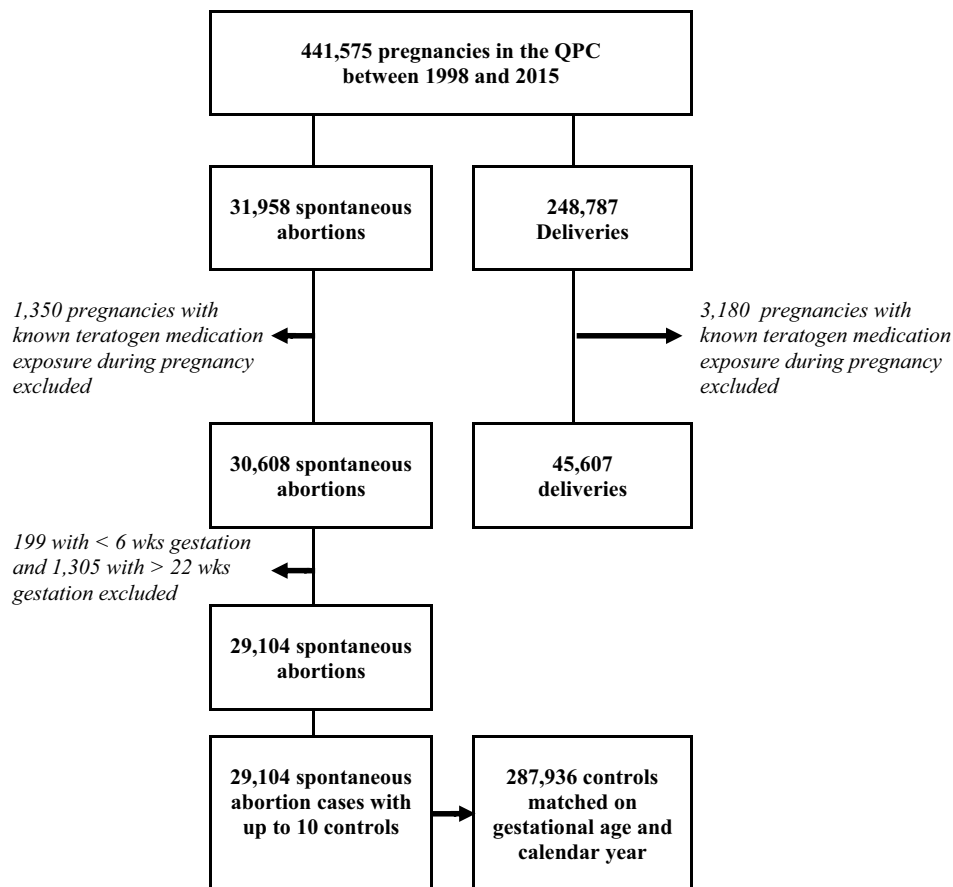 441,575 pregnancies in the QPC
between 1998 and 2015
31,958 spontaneous
abortions
248,787
Deliveries
1,350 pregnancies with
known teratogen medication
exposure during pregnancy
excluded
3,180 pregnancies with
known teratogen medication
exposure during pregnancy
excluded
30,608 spontaneous
abortions
45,607
deliveries
199 with < 6 wks gestation
and 1,305 with > 22 wks
gestation excluded
29,104 spontaneous
abortions
29,104 spontaneous
abortion cases with
up to 10 controls
287,936 controls
matched on
gestational age and
calendar year